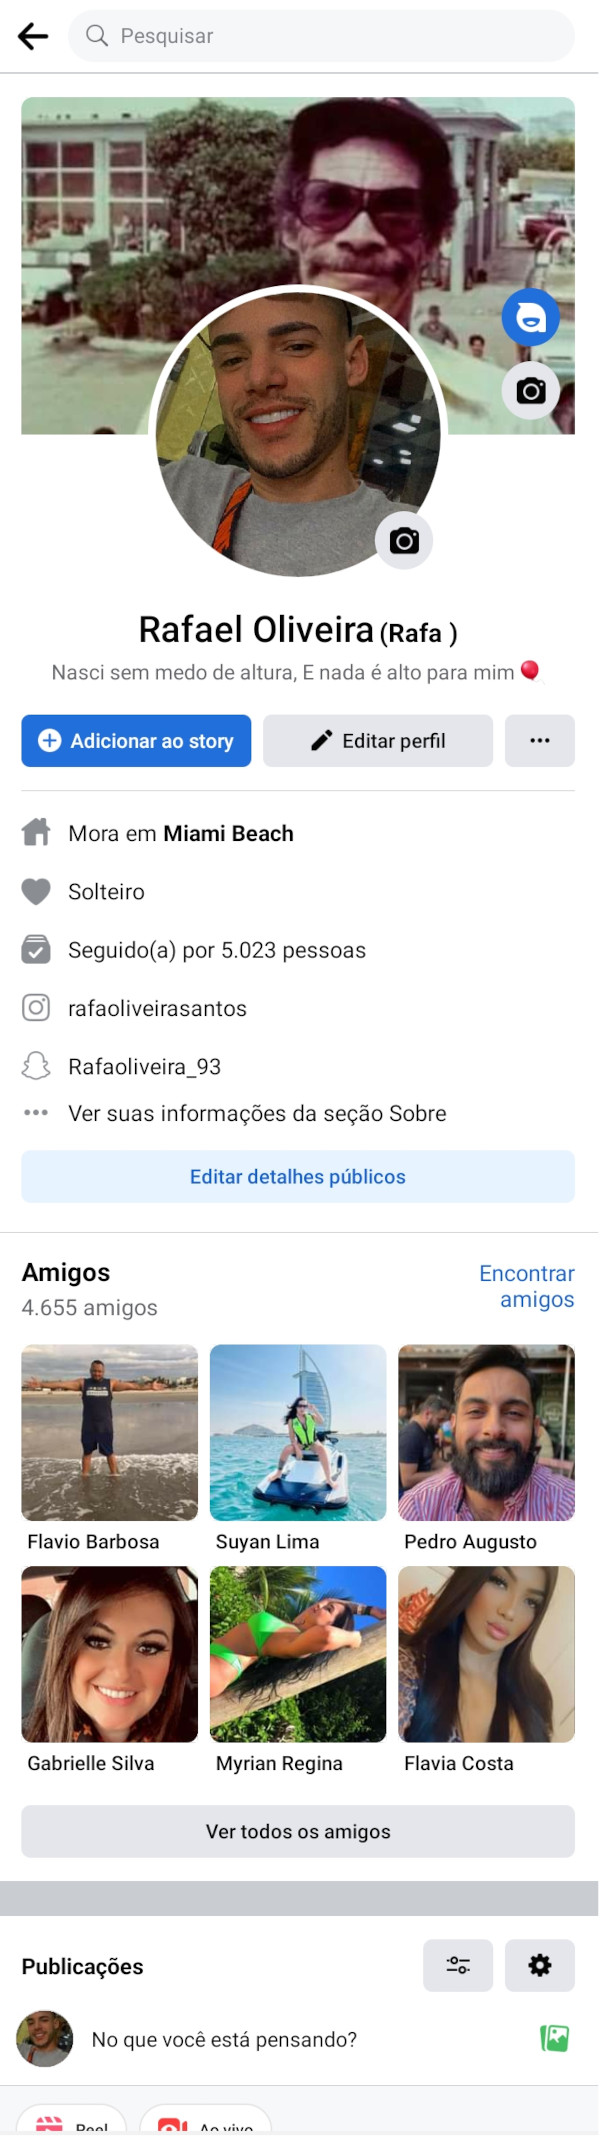 Pesquisar
Rafael Oliveira (Rafa )
Nasci sem medo de altura, E nada é alto para mim🎈
Adicionar ao story
Editar perfil
Mora em Miami Beach
Solteiro
Seguido(a) por 5.023 pessoas
rafaoliveirasantos
Rafaoliveira_93
Ver suas informações da seção Sobre
Editar detalhes públicos
Amigos
Encontrar
amigos
4.655 amigos
Flavio Barbosa
Suyan Lima
Pedro Augusto
Gabrielle Silva
Myrian Regina
Flavia Costa
Ver todos os amigos
Publicações
No que você está pensando?
Reel
Ao vivo